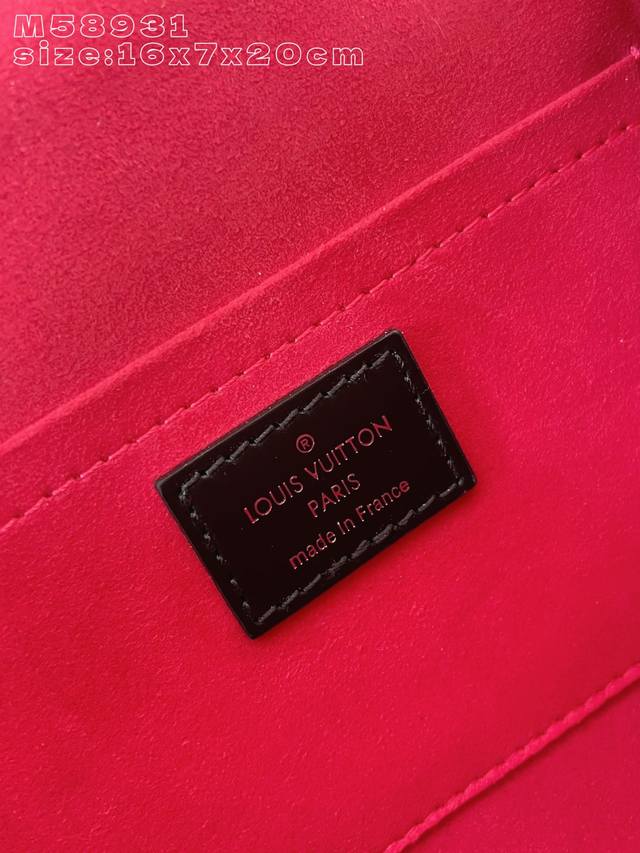 M58931
size:16x7x20cm
®
LOUIS VUITTON
PARIS
made in France